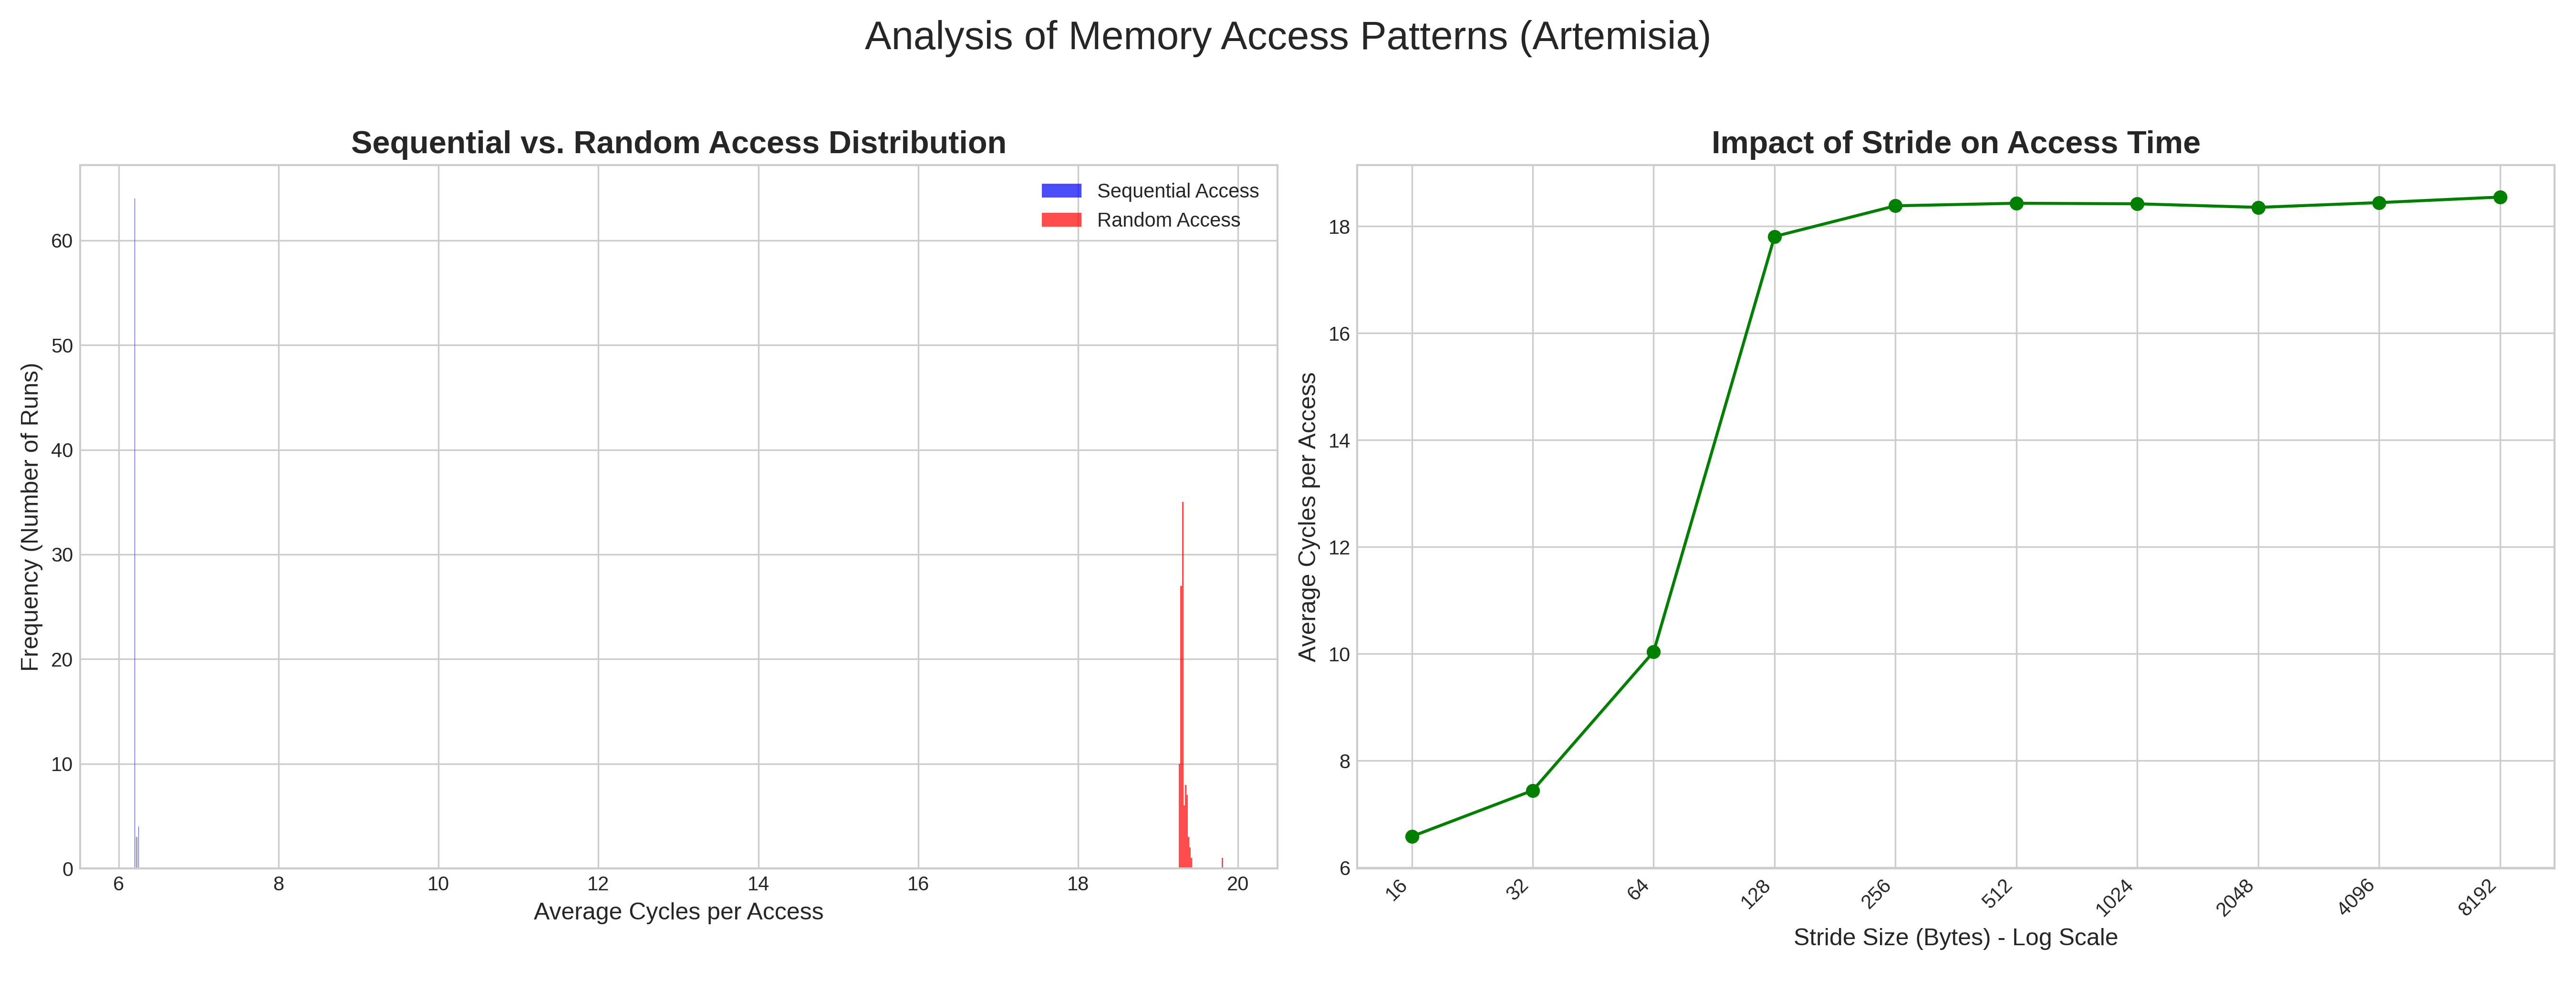 Analysis of Memory Access Patterns (Artemisia)
Sequential vs. Random Access Distribution
Sequential Access
Random Access
Frequency (Number of Runs)
60
50
40
30
20
10
0
6 8 10 12 14 16 18 20
Average Cycles per Access
Impact of Stride on Access Time
Average Cycles per Access
18
16
14
12
10
8
6
16 32 64 128 256 512 1024 2048 4096 8192
Stride Size (Bytes) - Log Scale